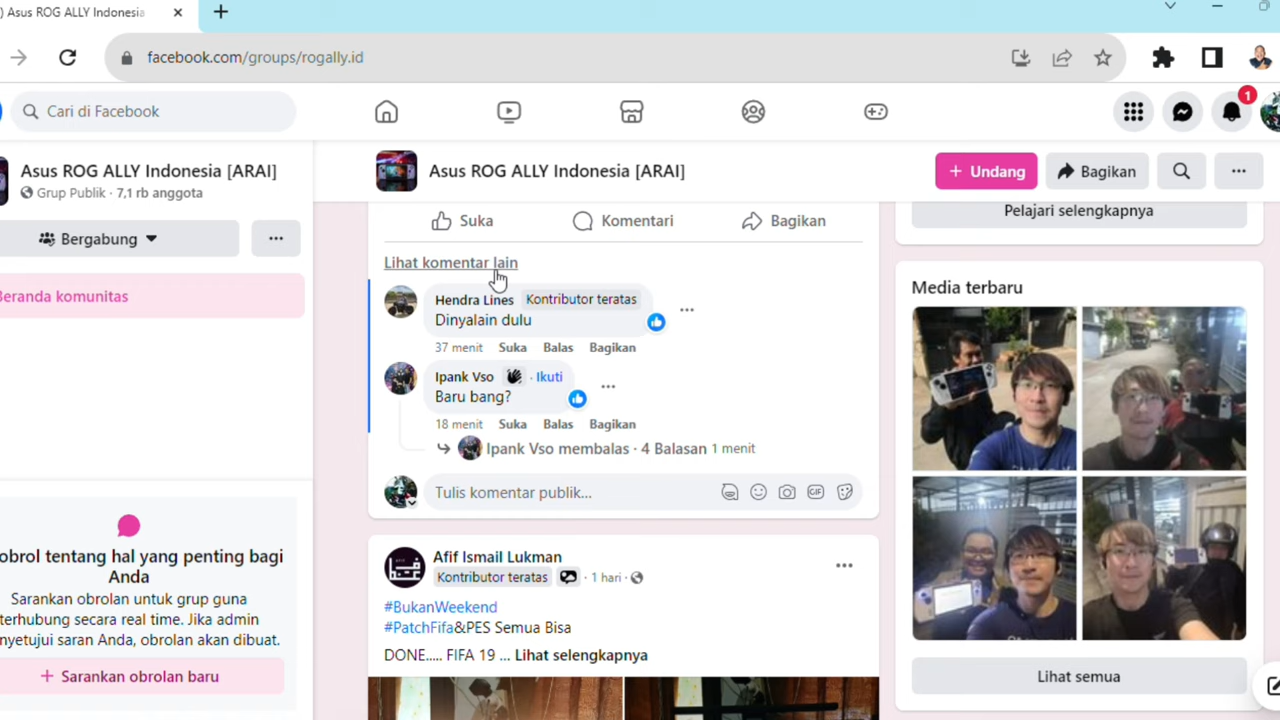 ) Asus ROG ALLY Indonesia
facebook.com/groups/rogally.id
Cari di Facebook
1
Asus ROG ALLY Indonesia [ARAI]
Grup Publik · 7,1 rb anggota
Bergabung
Beranda komunitas
obrol tentang hal yang penting bagi
Anda
Sarankan obrolan untuk grup guna
terhubung secara real time. Jika admin
nyetujui saran Anda, obrolan akan dibuat.
+ Sarankan obrolan baru
Asus ROG ALLY Indonesia [ARAI]
+ Undang
Bagikan
Suka
Komentari
Bagikan
Lihat komentar lain
Hendra Lines Kontributor teratas
Dinyalain dulu
37 menit Suka Balas Bagikan
Ipank Vso · Ikuti
Baru bang?
18 menit Suka Balas Bagikan
Ipank Vso membalas · 4 Balasan 1 menit
Tulis komentar publik...
GIF
Afif Ismail Lukman
Kontributor teratas · 1 hari ·
#BukanWeekend
#PatchFifa&PES Semua Bisa
DONE..... FIFA 19 ... Lihat selengkapnya
Pelajari selengkapnya
Media terbaru
Lihat semua